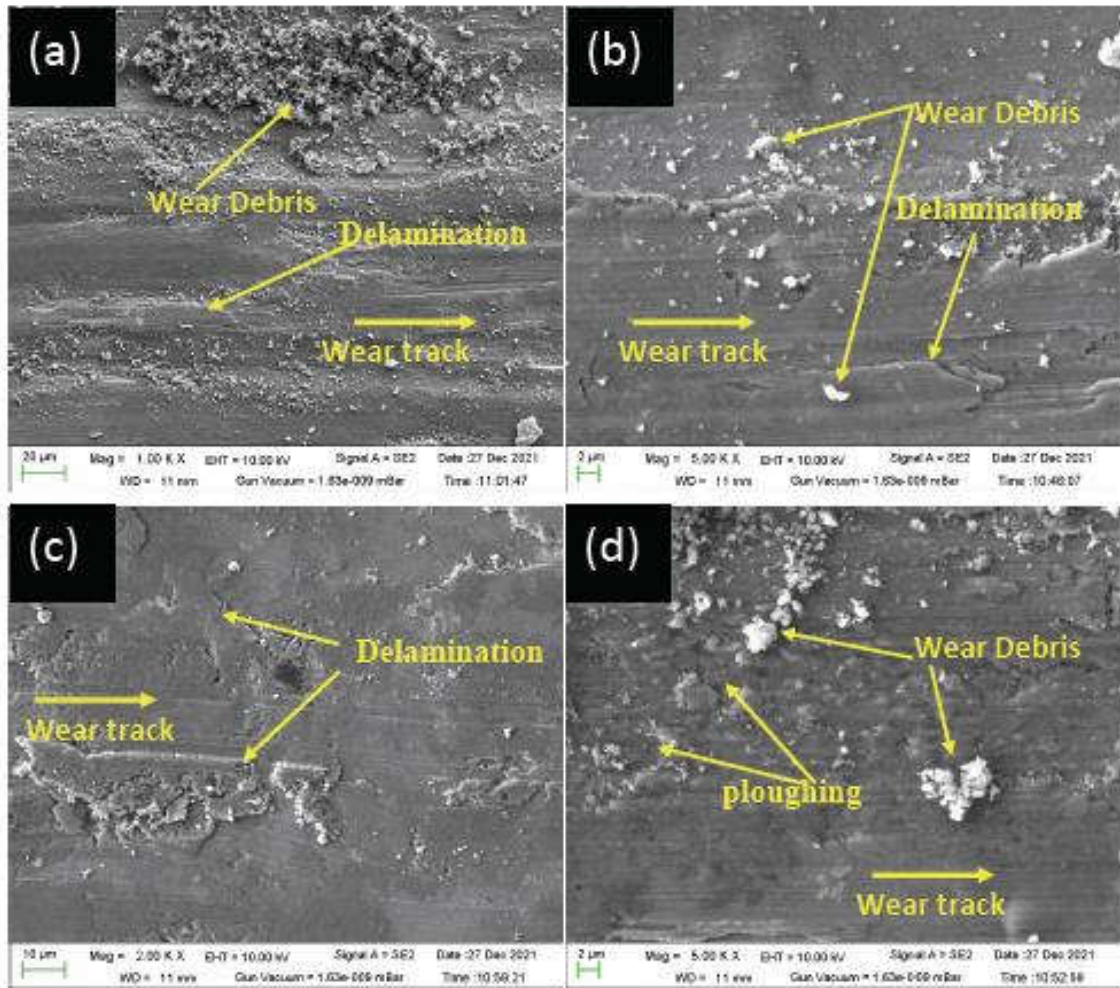 (a)
Wear Debris
Delamination
Wear track
20 µm Mag = 1.00 K X EHT = 10.00 kV Signal A = SE2 Date :27 Dec 2021
WD = 11 mm Gun Vacuum = 1.63e-009 mBar Time :11:01:47
(b)
Wear Debris
Delamination
Wear track
2 µm Mag = 5.00 K X EHT = 10.00 kV Signal A = SE2 Date :27 Dec 2021
WD = 11 mm Gun Vacuum = 1.63e-009 mBar Time :10:46:07
(c)
Delamination
Wear track
10 µm Mag = 2.00 K X EHT = 10.00 kV Signal A = SE2 Date :27 Dec 2021
WD = 11 mm Gun Vacuum = 1.63e-009 mBar Time :10:59:21
(d)
Wear Debris
ploughing
Wear track
2 µm Mag = 5.00 K X EHT = 10.00 kV Signal A = SE2 Date :27 Dec 2021
WD = 11 mm Gun Vacuum = 1.63e-009 mBar